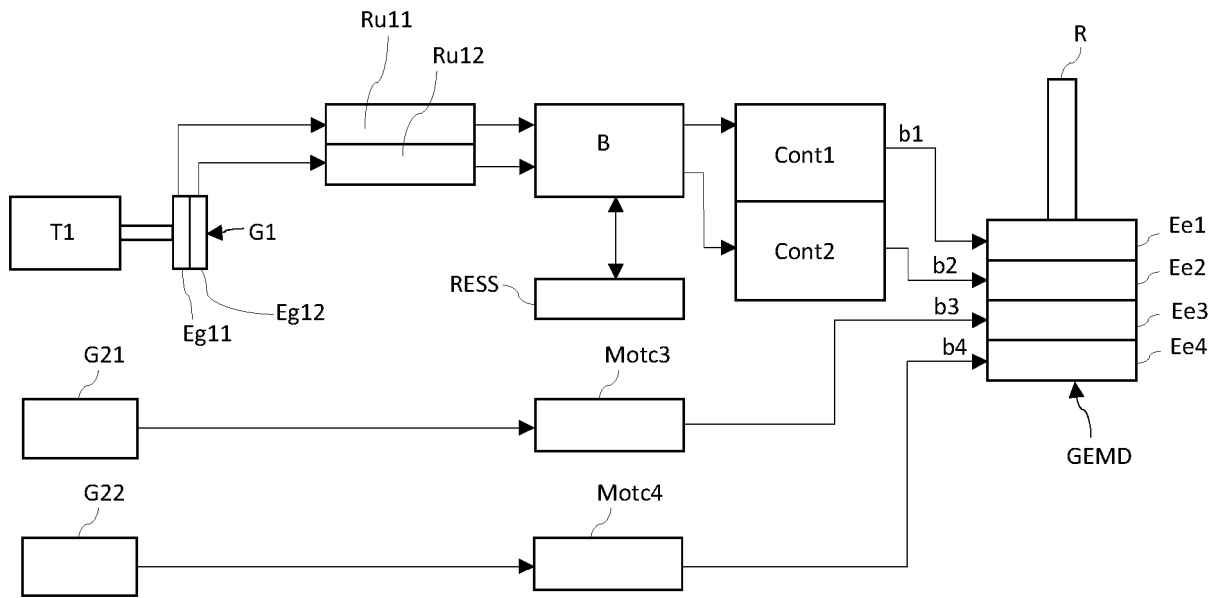 Ru11
Ru12
R
B
Cont1
b1
T1
G1
Ee1
Cont2
b2
Ee2
RESS
Eg12
Eg11
b3
Ee3
G21
Motc3
b4
Ee4
GEMD
G22
Motc4